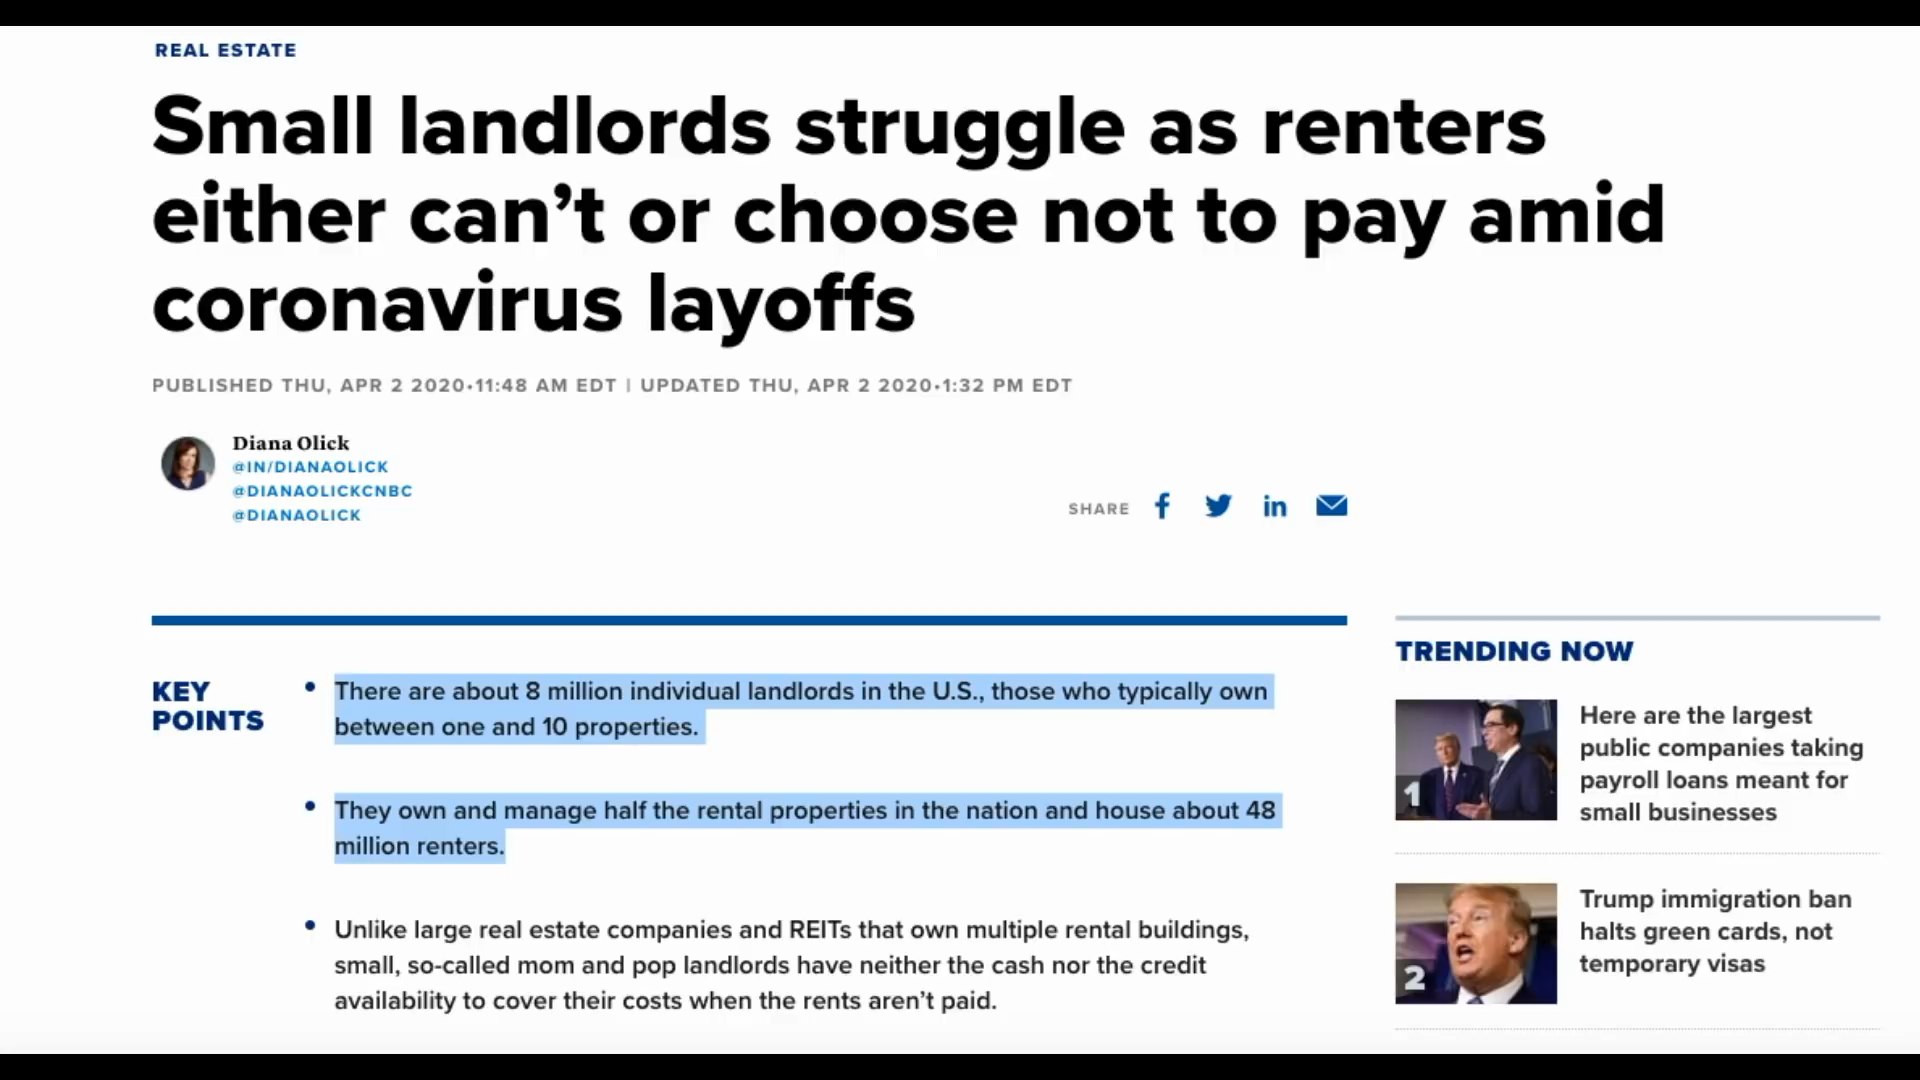 REAL ESTATE
Small landlords struggle as renters
either can’t or choose not to pay amid
coronavirus layoffs
PUBLISHED THU, APR 2 2020•11:48 AM EDT | UPDATED THU, APR 2 2020•1:32 PM EDT
Diana Olick
@IN/DIANAOLICK
@DIANAOLICKCNBC
@DIANAOLICK
SHARE
KEY
POINTS
• There are about 8 million individual landlords in the U.S., those who typically own
between one and 10 properties.
• They own and manage half the rental properties in the nation and house about 48
million renters.
• Unlike large real estate companies and REITs that own multiple rental buildings,
small, so-called mom and pop landlords have neither the cash nor the credit
availability to cover their costs when the rents aren’t paid.
TRENDING NOW
1
Here are the largest
public companies taking
payroll loans meant for
small businesses
2
Trump immigration ban
halts green cards, not
temporary visas